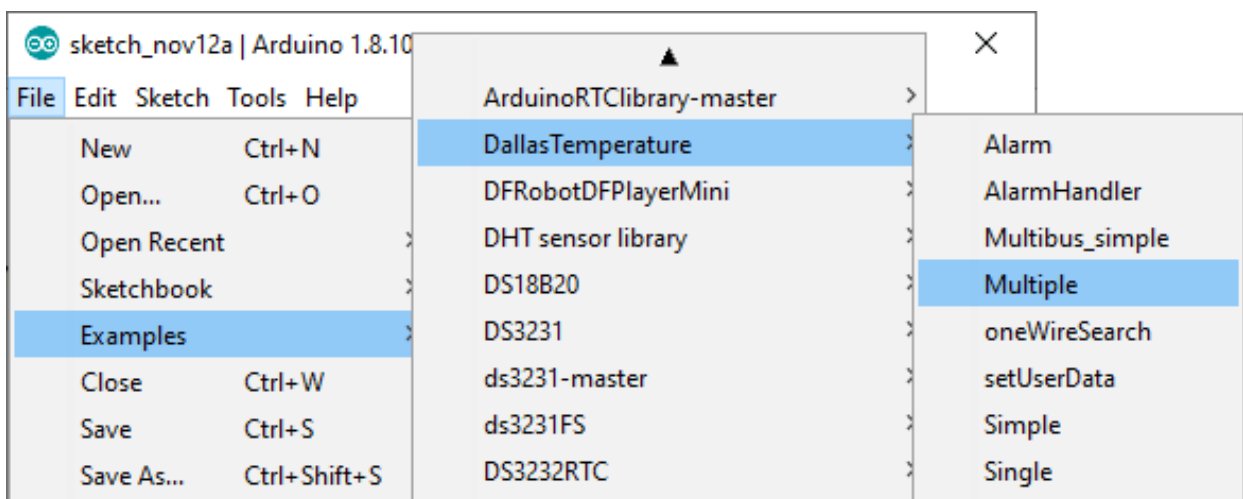 sketch_nov12a | Arduino 1.8.10
File Edit Sketch Tools Help
New Ctrl+N
Open... Ctrl+O
Open Recent
Sketchbook
Examples
Close Ctrl+W
Save Ctrl+S
Save As... Ctrl+Shift+S
ArduinoRTClibrary-master
DallasTemperature
DFRobotDFPlayerMini
DHT sensor library
DS18B20
DS3231
ds3231-master
ds3231FS
DS3232RTC
Alarm
AlarmHandler
Multibus_simple
Multiple
oneWireSearch
setUserData
Simple
Single